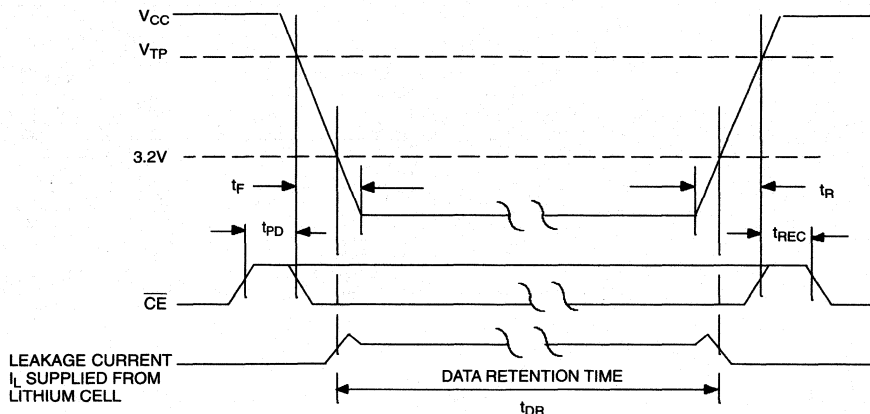 VCC
VTP
3.2V
tF
tR
tPD
tREC
CE
LEAKAGE CURRENT
IL SUPPLIED FROM
LITHIUM CELL
DATA RETENTION TIME
tDR